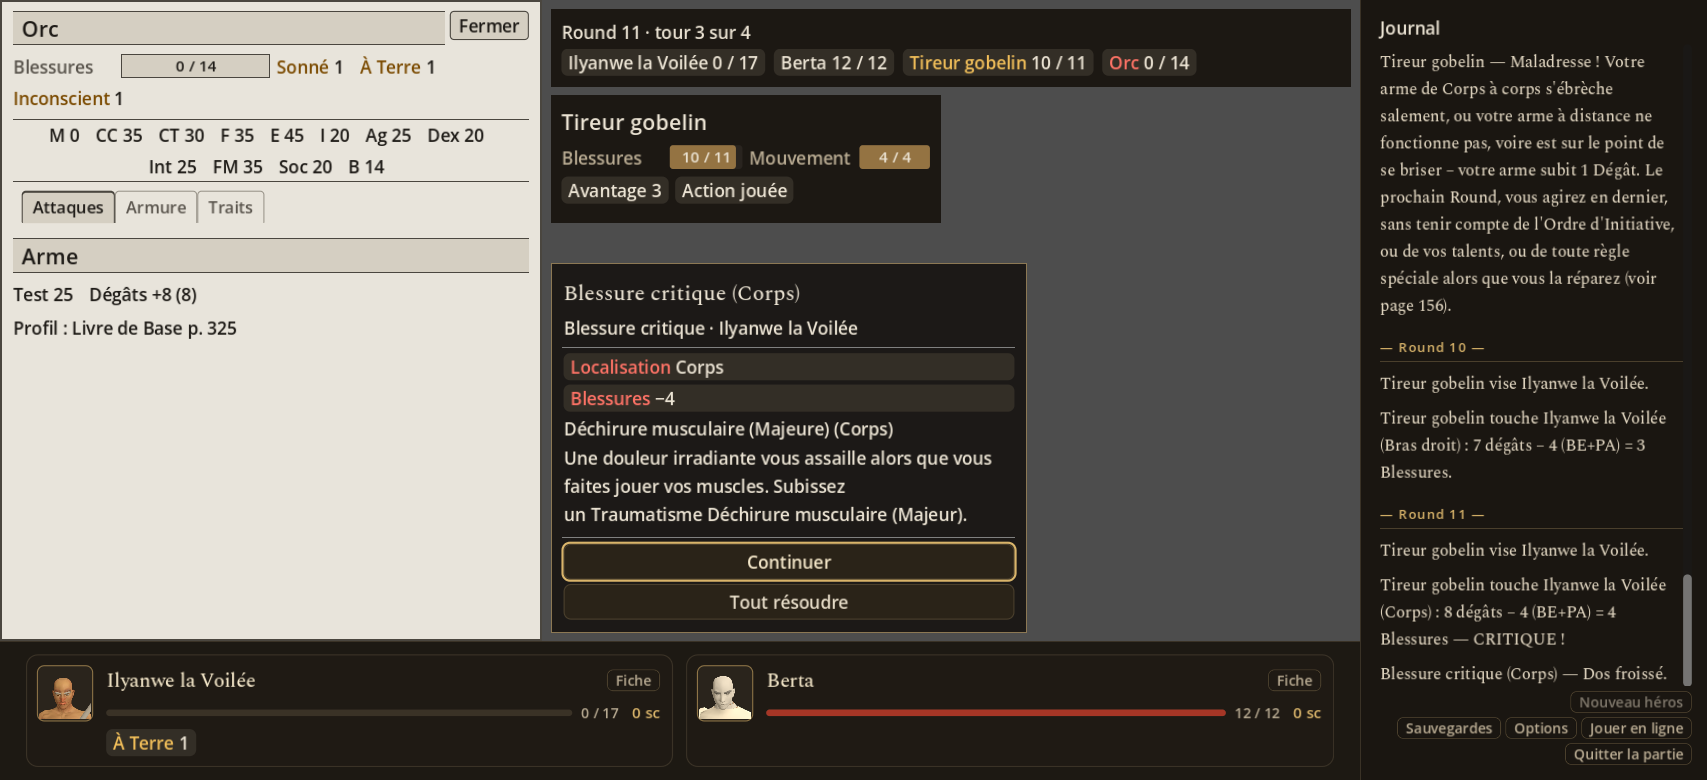 Orc
Fermer
Blessures 0 / 14 Sonné 1 À Terre 1
Inconscient 1
M 0 CC 35 CT 30 F 35 E 45 I 20 Ag 25 Dex 20
Int 25 FM 35 Soc 20 B 14
Attaques Armure Traits
Arme
Test 25 Dégâts +8 (8)
Profil : Livre de Base p. 325
Round 11 · tour 3 sur 4
Ilyanwe la Voilée 0 / 17 Berta 12 / 12 Tireur gobelin 10 / 11 Orc 0 / 14
Tireur gobelin
Blessures 10 / 11 Mouvement 4 / 4
Avantage 3 Action jouée
Blessure critique (Corps)
Blessure critique · Ilyanwe la Voilée
Localisation Corps
Blessures −4
Déchirure musculaire (Majeure) (Corps)
Une douleur irradiante vous assaille alors que vous
faites jouer vos muscles. Subissez
un Traumatisme Déchirure musculaire (Majeur).
Continuer
Tout résoudre
Ilyanwe la Voilée Fiche
0 / 17 0 sc
À Terre 1
Berta Fiche
12 / 12 0 sc
Journal
Tireur gobelin — Maladresse ! Votre
arme de Corps à corps s'ébrèche
salement, ou votre arme à distance ne
fonctionne pas, voire est sur le point de
se briser – votre arme subit 1 Dégât. Le
prochain Round, vous agirez en dernier,
sans tenir compte de l'Ordre d'Initiative,
ou de vos talents, ou de toute règle
spéciale alors que vous la réparez (voir
page 156).
— Round 10 —
Tireur gobelin vise Ilyanwe la Voilée.
Tireur gobelin touche Ilyanwe la Voilée
(Bras droit) : 7 dégâts − 4 (BE+PA) = 3
Blessures.
— Round 11 —
Tireur gobelin vise Ilyanwe la Voilée.
Tireur gobelin touche Ilyanwe la Voilée
(Corps) : 8 dégâts − 4 (BE+PA) = 4
Blessures — CRITIQUE !
Blessure critique (Corps) — Dos froissé.
Nouveau héros
Sauvegardes Options Jouer en ligne
Quitter la partie